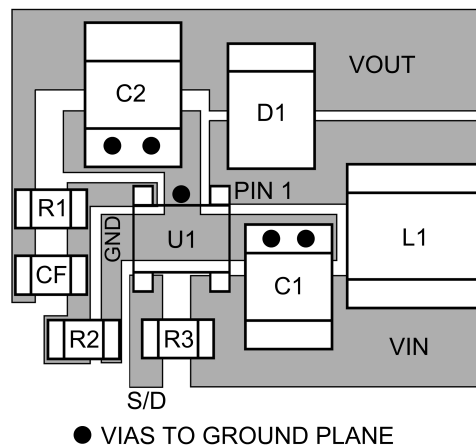 VOUT
C2
D1
R1
PIN 1
GND
U1
L1
CF
C1
R2
R3
VIN
S/D
VIAS TO GROUND PLANE